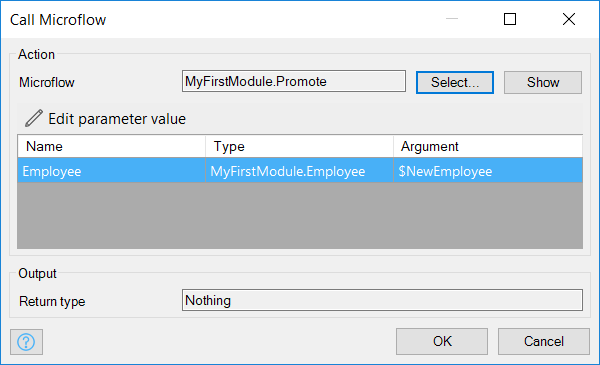 Call Microflow
Action
Microflow MyFirstModule.Promote Select... Show
Edit parameter value
Name Type Argument
Employee MyFirstModule.Employee $NewEmployee
Output
Return type Nothing
? OK Cancel